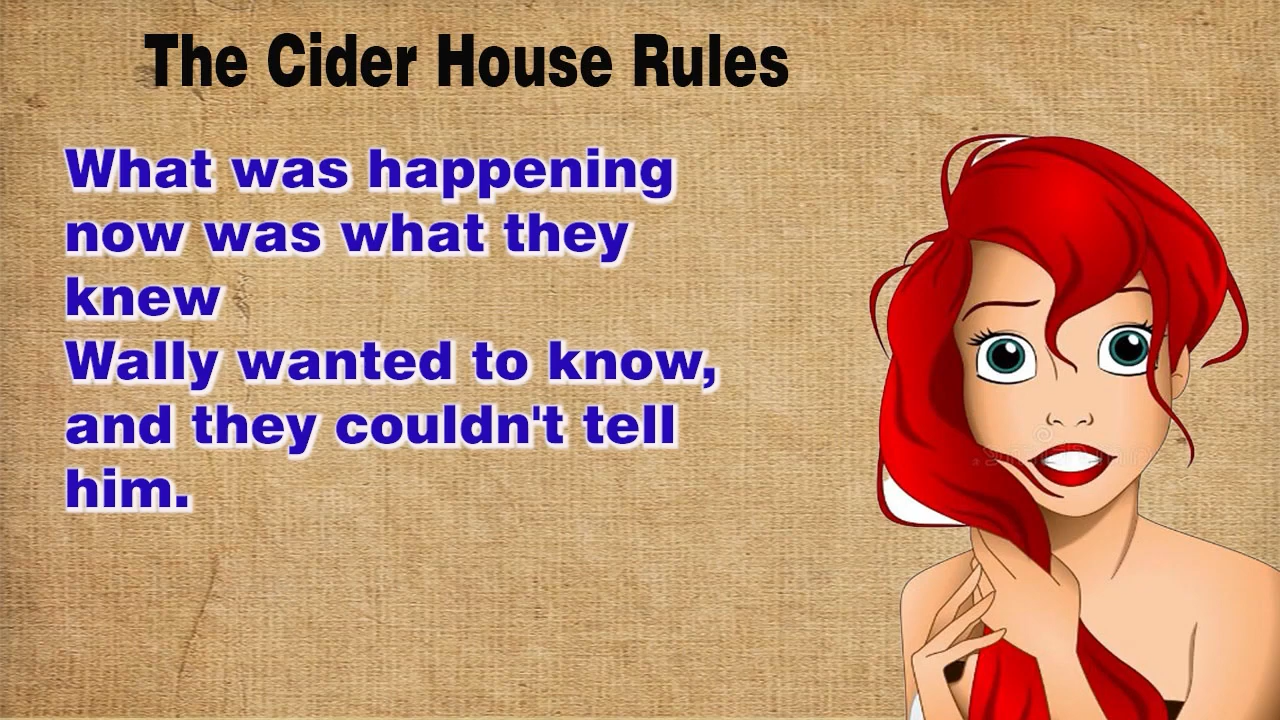 The Cider House Rules
What was happening
now was what they
knew
Wally wanted to know,
and they couldn't tell
him.